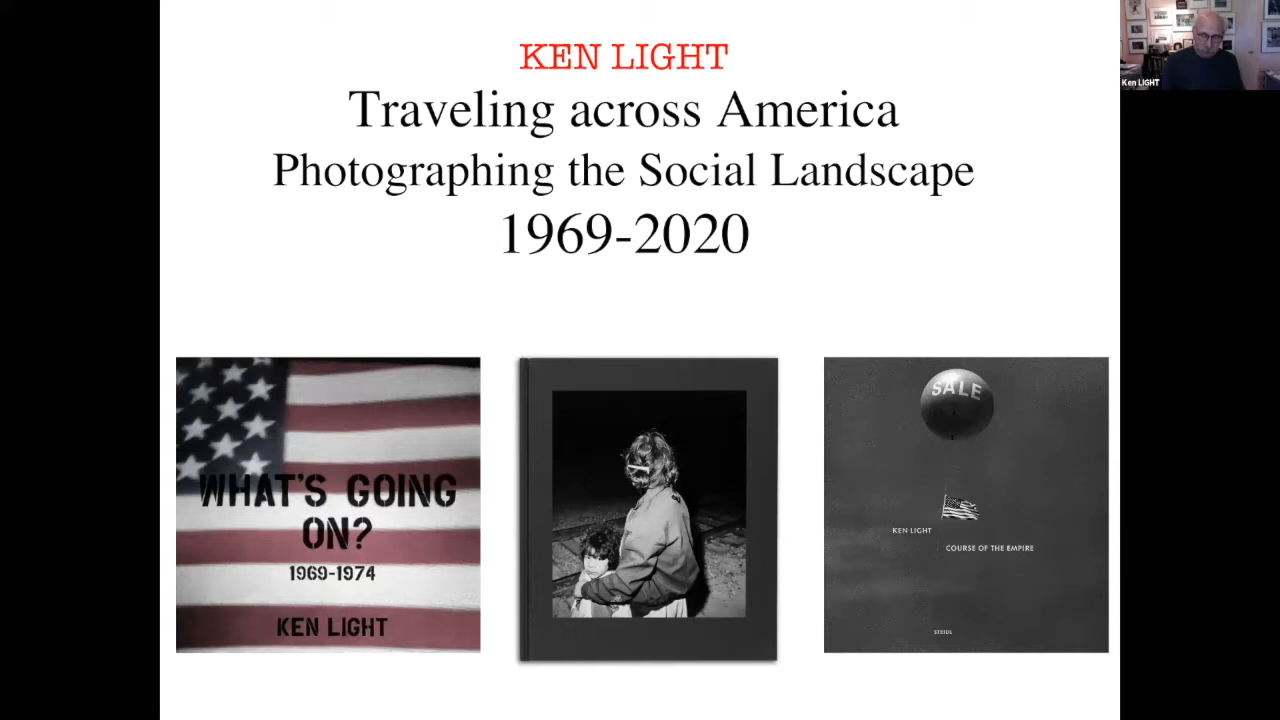 KEN LIGHT
Traveling across America
Photographing the Social Landscape
1969-2020
Ken LIGHT
WHAT'S GOING
ON?
1969-1974
KEN LIGHT
SALE
KEN LIGHT
COURSE OF THE EMPIRE
STEIDL